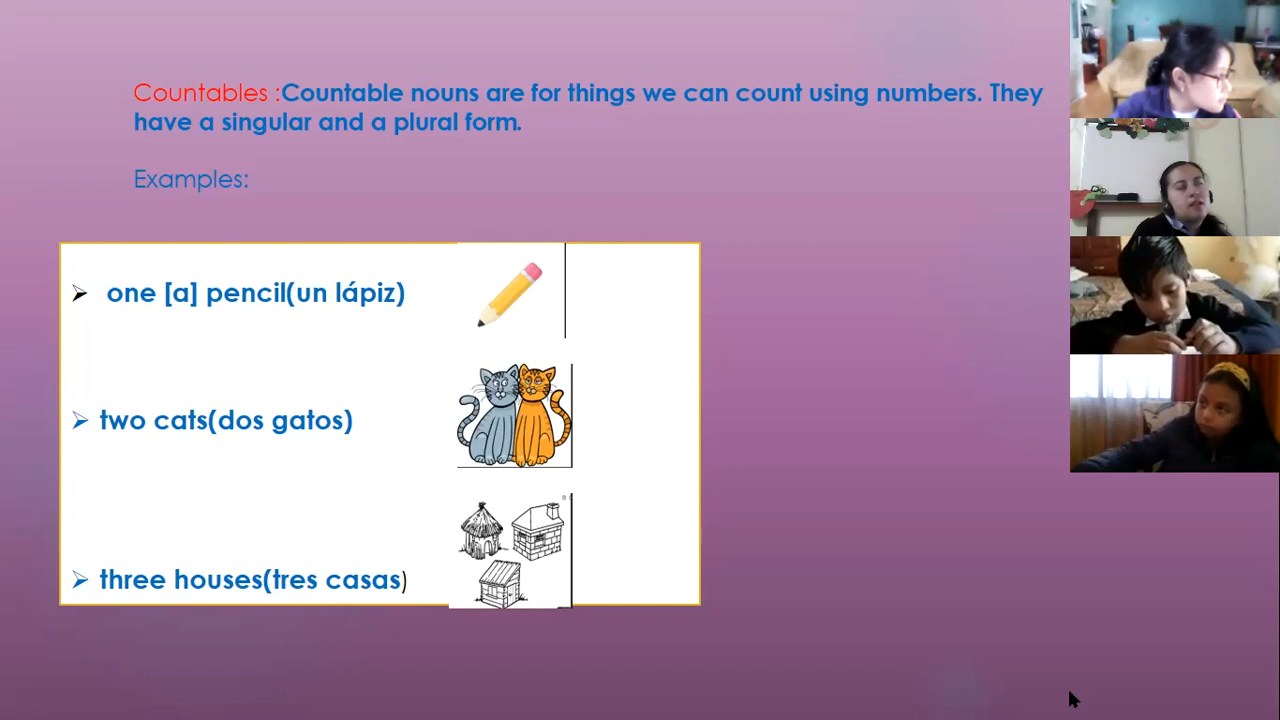 Countables :Countable nouns are for things we can count using numbers. They
have a singular and a plural form.
Examples:
one [a] pencil(un lápiz)
two cats(dos gatos)
three houses(tres casas)